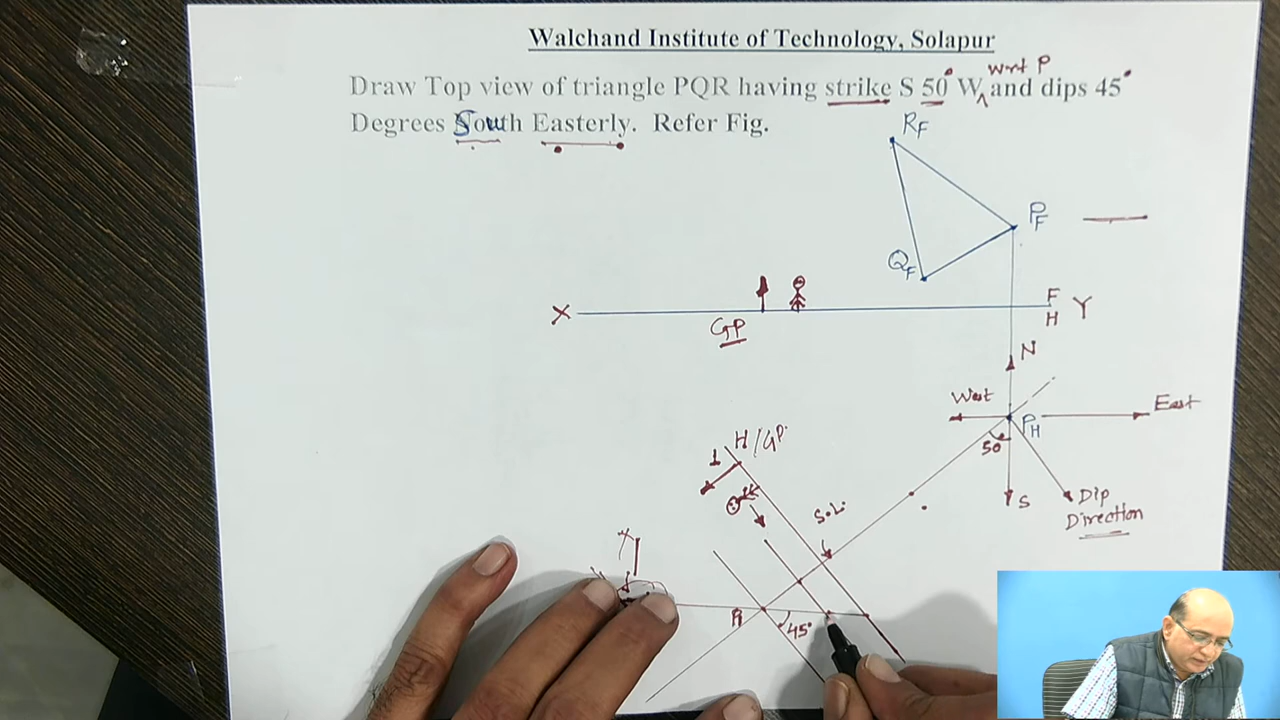 Walchand Institute of Technology, Solapur
wrt P
Draw Top view of triangle PQR having strike S 50° W ^ and dips 45°
Degrees South Easterly. Refer Fig.
RF
PF
QF
X
F
H
Y
GP
N
West
East
PH
50
H/GP
S
Dip
Direction
S.L.
X
P1
45°